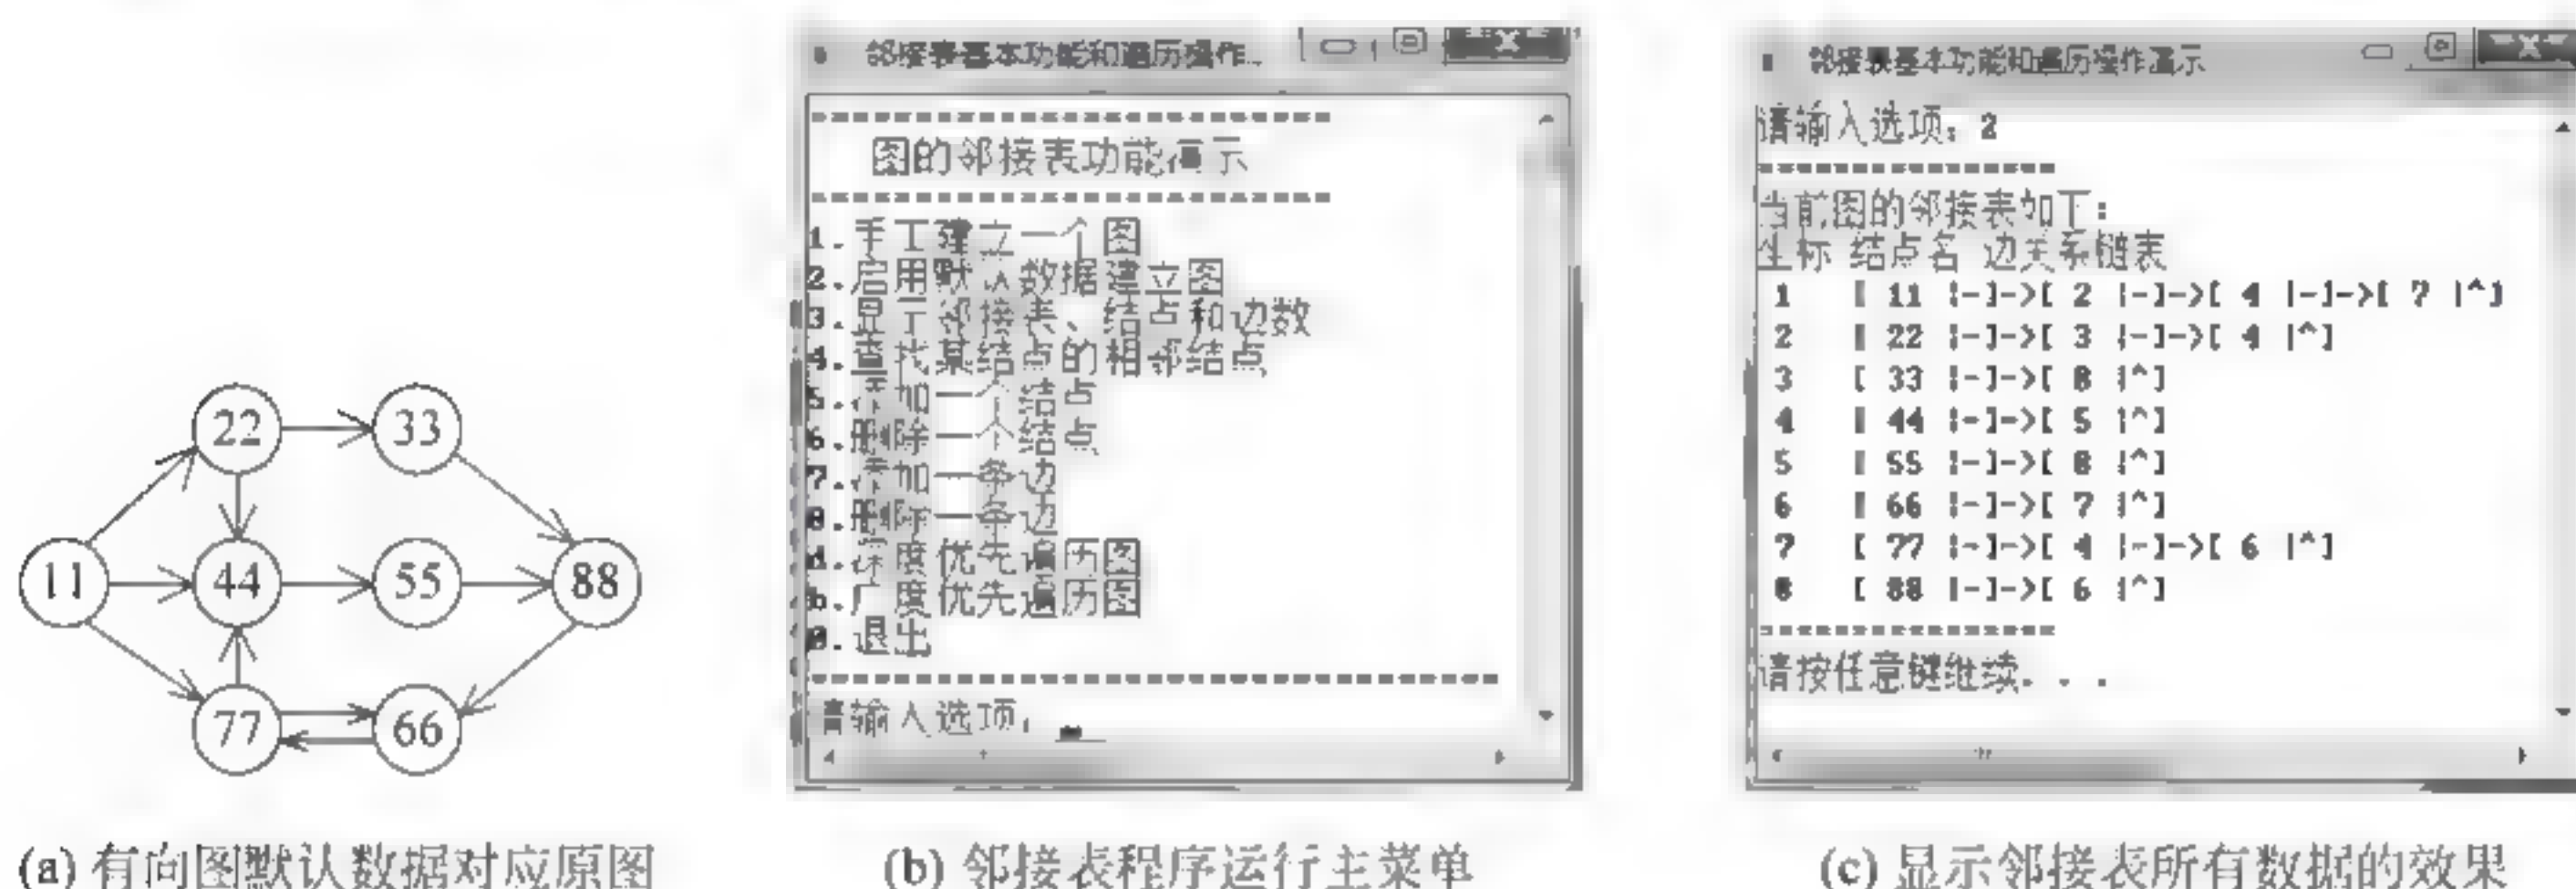 22
33
11
44
55
88
77
66
(a) 有向图默认数据对应原图
邻接表基本功能和遍历操作...
图的邻接表功能演示
1.手工建立一个图
2.启用默认数据建立图
3.显示邻接表、结点和边数
4.查找某结点的相邻结点
5.添加一个结点
6.删除一个结点
7.添加一条边
8.删除一条边
a.深度优先遍历图
b.广度优先遍历图
0.退出
请输入选项:
(b) 邻接表程序运行主菜单
邻接表基本功能和遍历操作演示
请输入选项: 2
当前图的邻接表如下:
坐标 结点名 边关系链表
1 [ 11 |-]->[ 2 |-]->[ 4 |-]->[ 7 |^]
2 [ 22 |-]->[ 3 |-]->[ 4 |^]
3 [ 33 |-]->[ 8 |^]
4 [ 44 |-]->[ 5 |^]
5 [ 55 |-]->[ 8 |^]
6 [ 66 |-]->[ 7 |^]
7 [ 77 |-]->[ 4 |-]->[ 6 |^]
8 [ 88 |-]->[ 6 |^]
请按任意键继续. . .
(c) 显示邻接表所有数据的效果